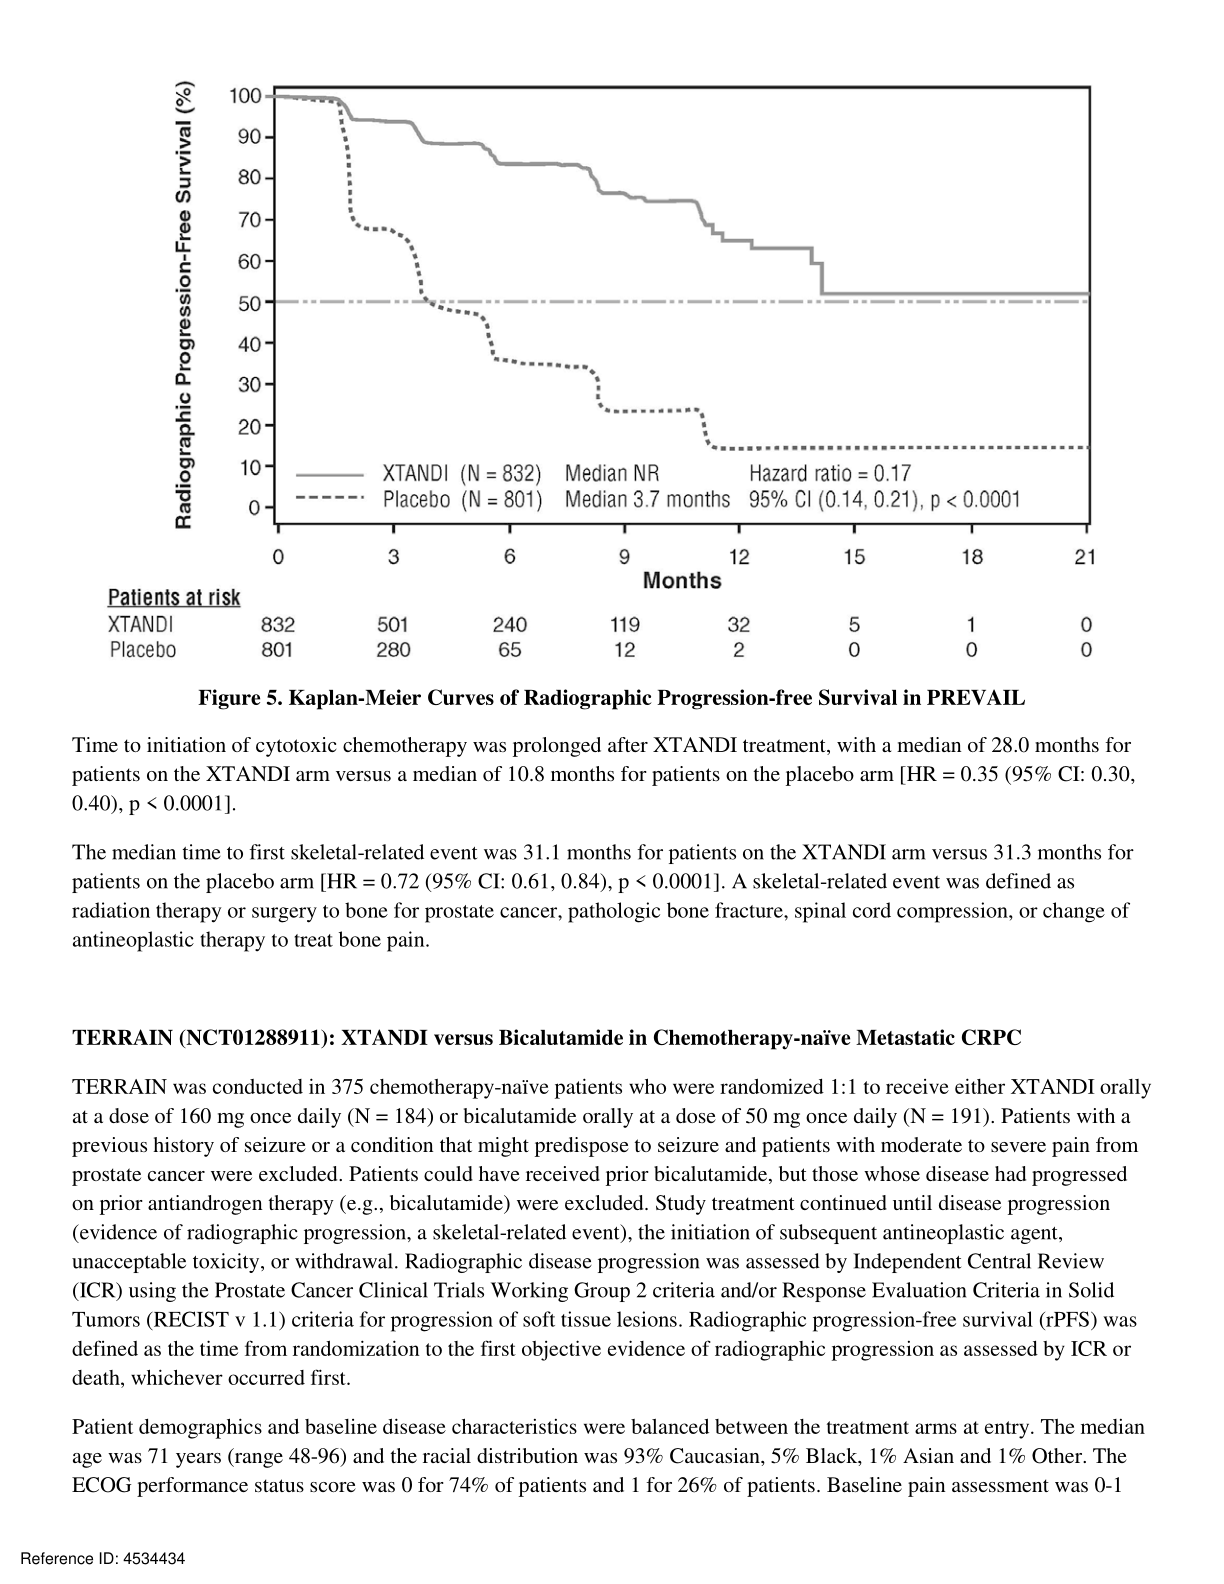 Radiographic Progression-Free Survival (%)
100
90
80
70
60
50
40
30
20
10
0
XTANDI (N = 832) Median NR Hazard ratio = 0.17
Placebo (N = 801) Median 3.7 months 95% CI (0.14, 0.21), p < 0.0001
0 3 6 9 12 15 18 21
Months
Patients at risk
XTANDI 832 501 240 119 32 5 1 0
Placebo 801 280 65 12 2 0 0 0
Figure 5. Kaplan-Meier Curves of Radiographic Progression-free Survival in PREVAIL
Time to initiation of cytotoxic chemotherapy was prolonged after XTANDI treatment, with a median of 28.0 months for
patients on the XTANDI arm versus a median of 10.8 months for patients on the placebo arm [HR = 0.35 (95% CI: 0.30,
0.40), p < 0.0001].
The median time to first skeletal-related event was 31.1 months for patients on the XTANDI arm versus 31.3 months for
patients on the placebo arm [HR = 0.72 (95% CI: 0.61, 0.84), p < 0.0001]. A skeletal-related event was defined as
radiation therapy or surgery to bone for prostate cancer, pathologic bone fracture, spinal cord compression, or change of
antineoplastic therapy to treat bone pain.
TERRAIN (NCT01288911): XTANDI versus Bicalutamide in Chemotherapy-naïve Metastatic CRPC
TERRAIN was conducted in 375 chemotherapy-naïve patients who were randomized 1:1 to receive either XTANDI orally
at a dose of 160 mg once daily (N = 184) or bicalutamide orally at a dose of 50 mg once daily (N = 191). Patients with a
previous history of seizure or a condition that might predispose to seizure and patients with moderate to severe pain from
prostate cancer were excluded. Patients could have received prior bicalutamide, but those whose disease had progressed
on prior antiandrogen therapy (e.g., bicalutamide) were excluded. Study treatment continued until disease progression
(evidence of radiographic progression, a skeletal-related event), the initiation of subsequent antineoplastic agent,
unacceptable toxicity, or withdrawal. Radiographic disease progression was assessed by Independent Central Review
(ICR) using the Prostate Cancer Clinical Trials Working Group 2 criteria and/or Response Evaluation Criteria in Solid
Tumors (RECIST v 1.1) criteria for progression of soft tissue lesions. Radiographic progression-free survival (rPFS) was
defined as the time from randomization to the first objective evidence of radiographic progression as assessed by ICR or
death, whichever occurred first.
Patient demographics and baseline disease characteristics were balanced between the treatment arms at entry. The median
age was 71 years (range 48-96) and the racial distribution was 93% Caucasian, 5% Black, 1% Asian and 1% Other. The
ECOG performance status score was 0 for 74% of patients and 1 for 26% of patients. Baseline pain assessment was 0-1
Reference ID: 4534434